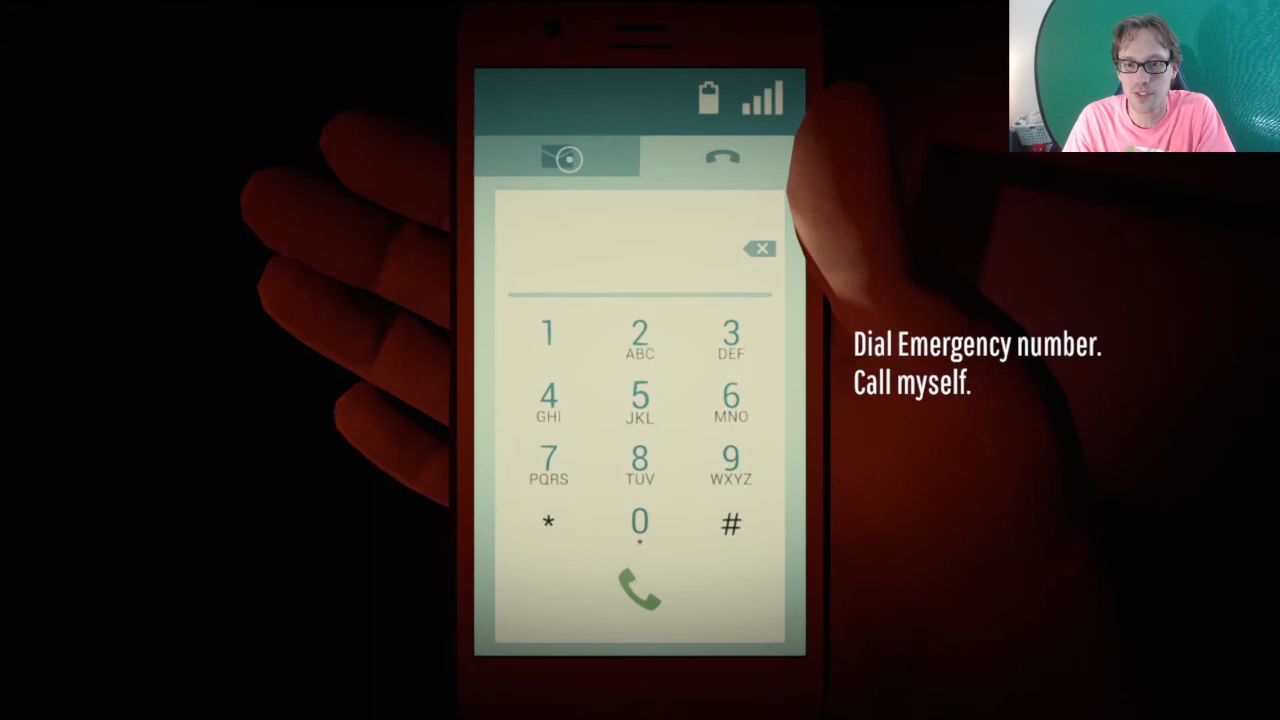 1
2
ABC
3
DEF
4
GHI
5
JKL
6
MNO
7
PQRS
8
TUV
9
WXYZ
*
0
*
#
Dial Emergency number.
Call myself.